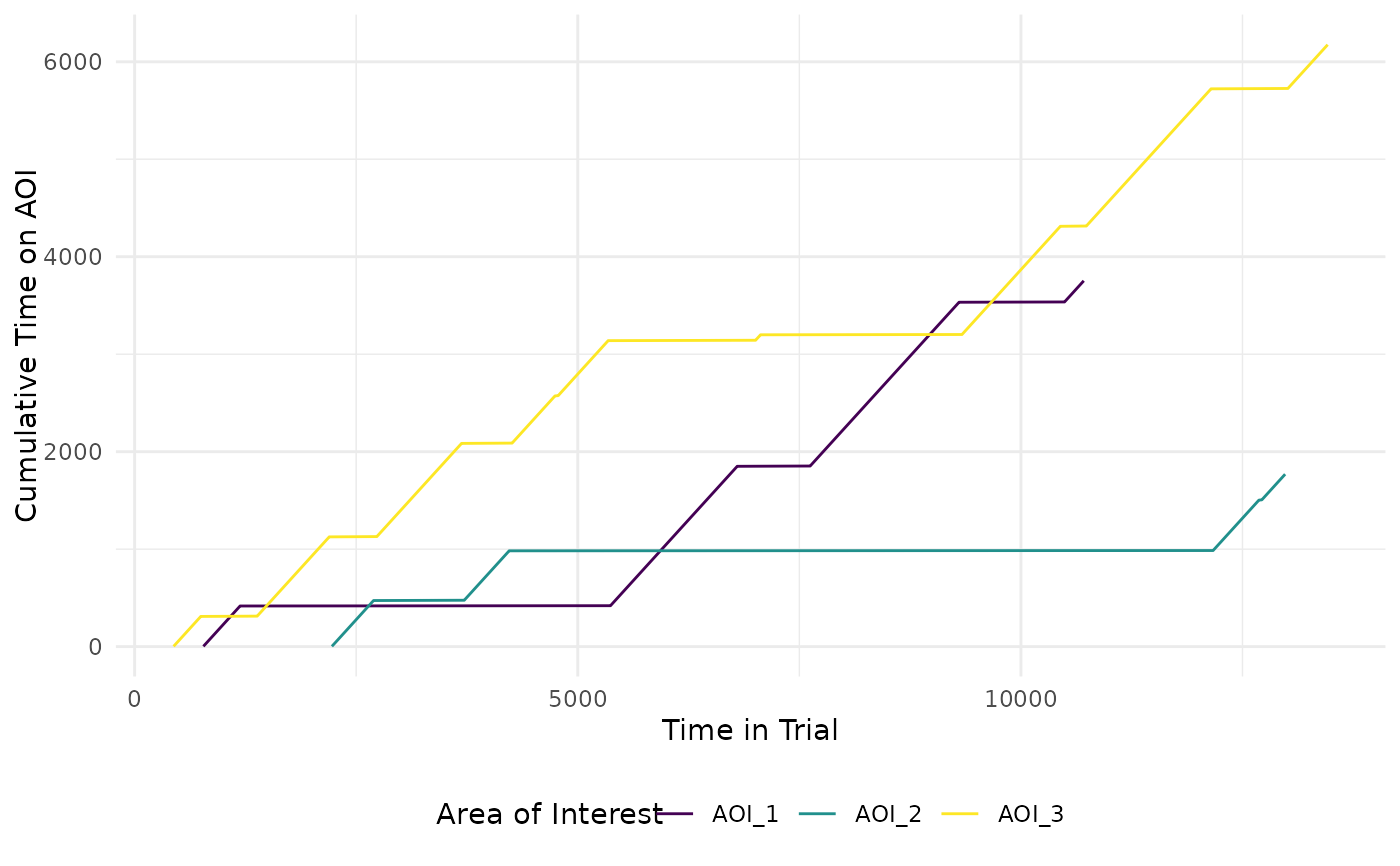 6000
4000
2000
0
Cumulative Time on AOI
0 5000 10000
Time in Trial
Area of Interest AOI_1 AOI_2 AOI_3